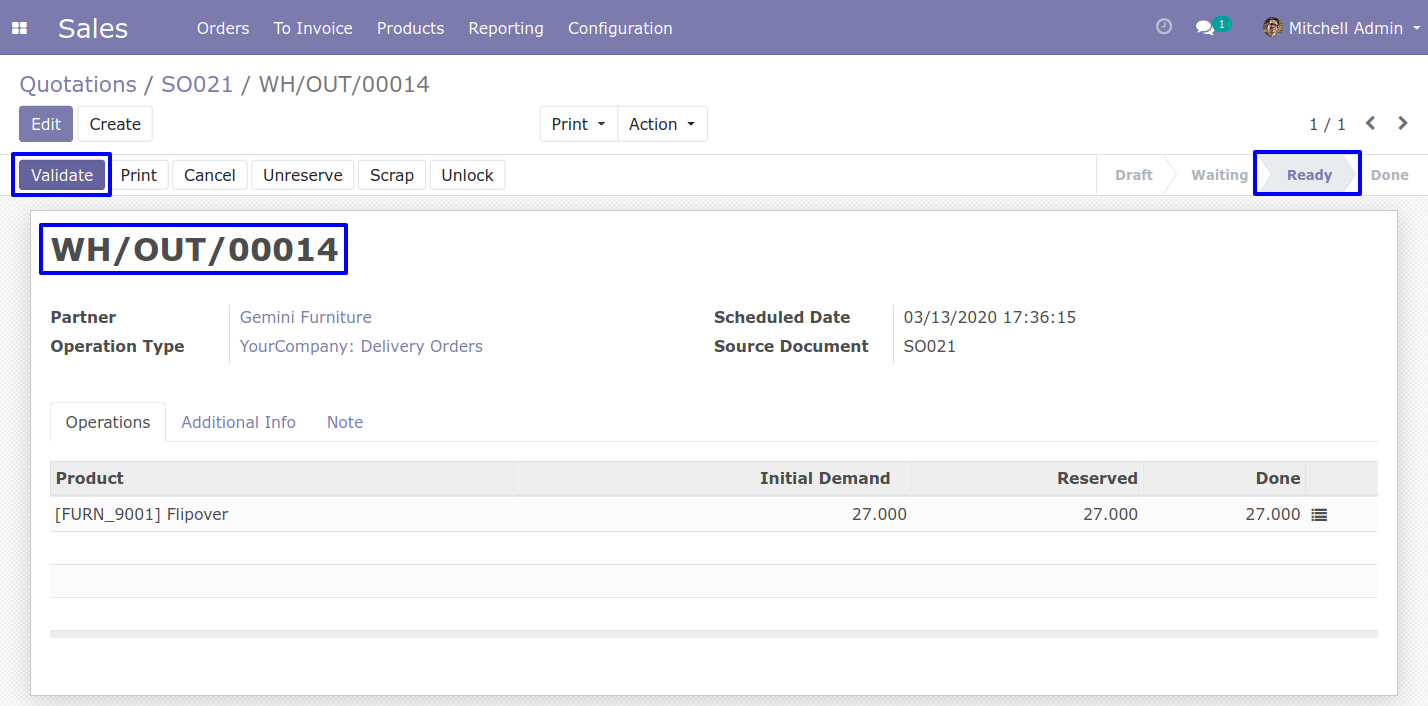 Sales Orders To Invoice Products Reporting Configuration 1 Mitchell Admin
Quotations / SO021 / WH/OUT/00014
Edit Create Print Action 1 / 1
Validate Print Cancel Unreserve Scrap Unlock Draft Waiting Ready Done
WH/OUT/00014
Partner Gemini Furniture Scheduled Date 03/13/2020 17:36:15
Operation Type YourCompany: Delivery Orders Source Document SO021
Operations Additional Info Note
Product Initial Demand Reserved Done
[FURN_9001] Flipover 27.000 27.000 27.000